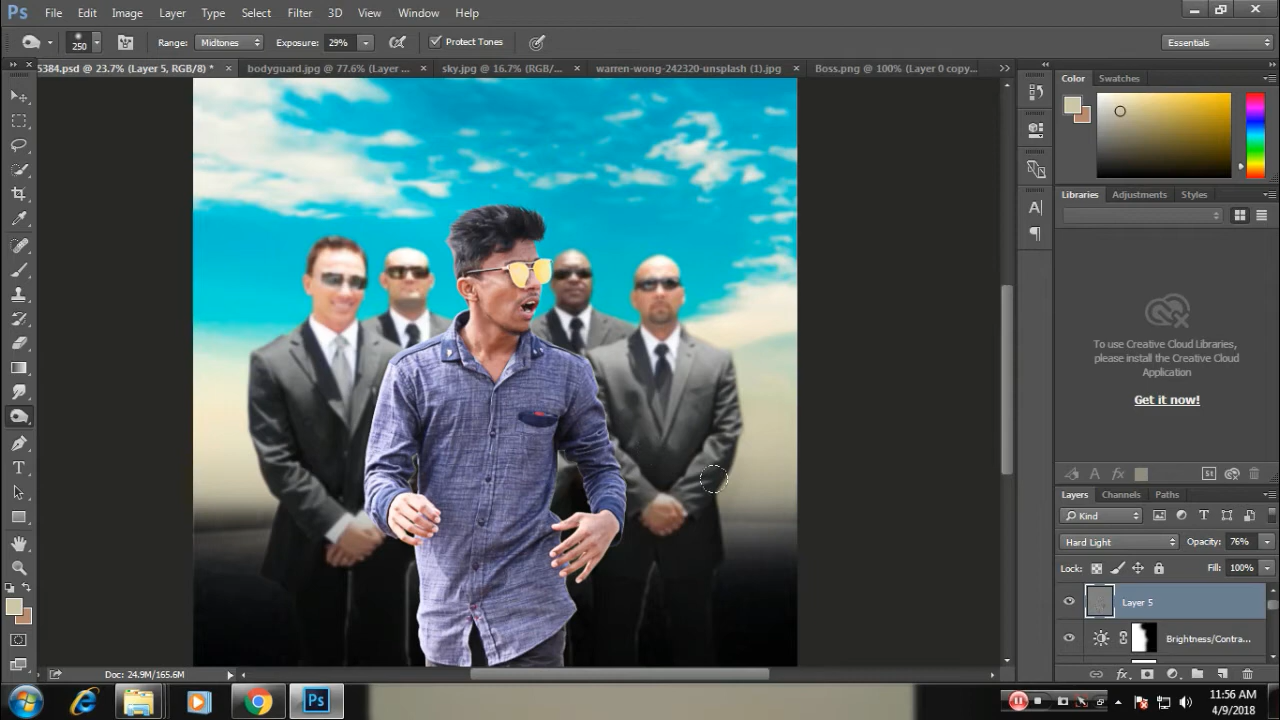 Ps File Edit Image Layer Type Select Filter 3D View Window Help
250 Range: Midtones Exposure: 29% Protect Tones Essentials
5384.psd @ 23.7% (Layer 5, RGB/8) * × bodyguard.jpg @ 77.6% (Layer ... × sky.jpg @ 16.7% (RGB/... × warren-wong-242320-unsplash (1).jpg × Boss.png @ 100% (Layer 0 copy...
Color Swatches
Libraries Adjustments Styles
To use Creative Cloud Libraries,
please install the Creative Cloud
Application
Get it now!
St
Layers Channels Paths
Kind
Hard Light Opacity: 76%
Lock: Fill: 100%
Layer 5
Brightness/Contra...
Doc: 24.9M/165.6M
Ps
11:56 AM
4/9/2018